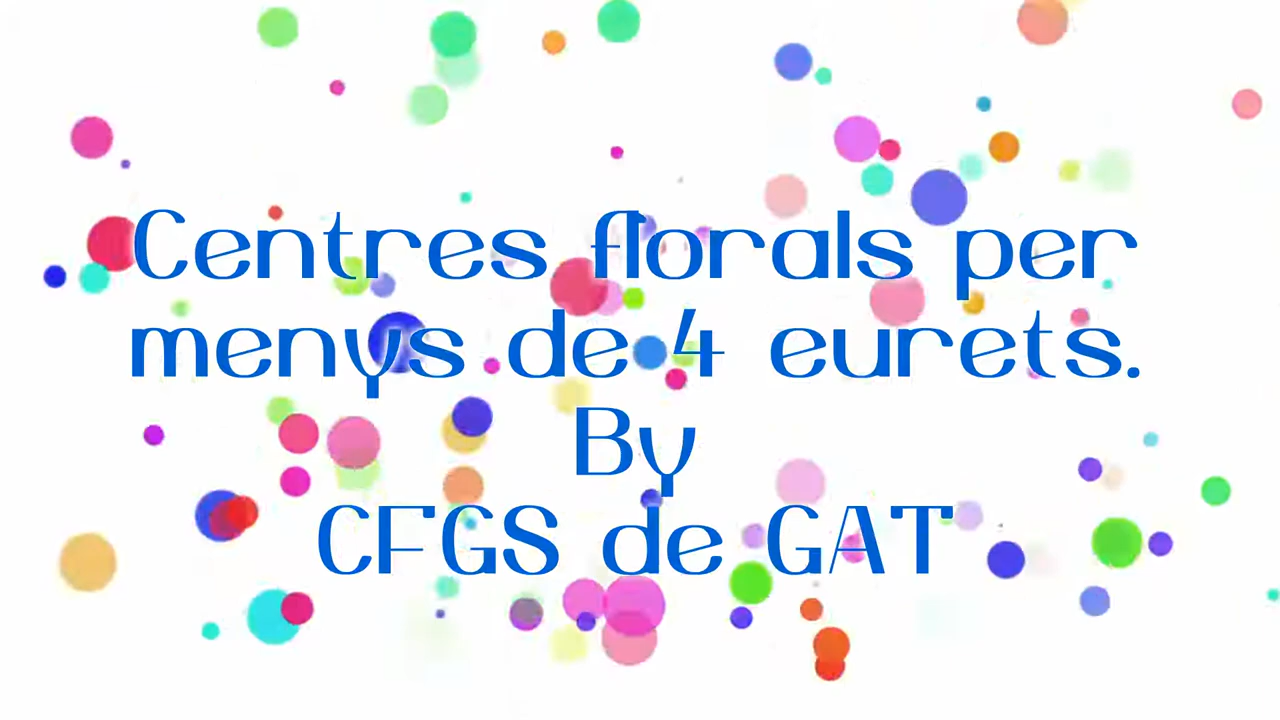 Centres florals per
menys de 4 eurets.
By
CFGS de GAT